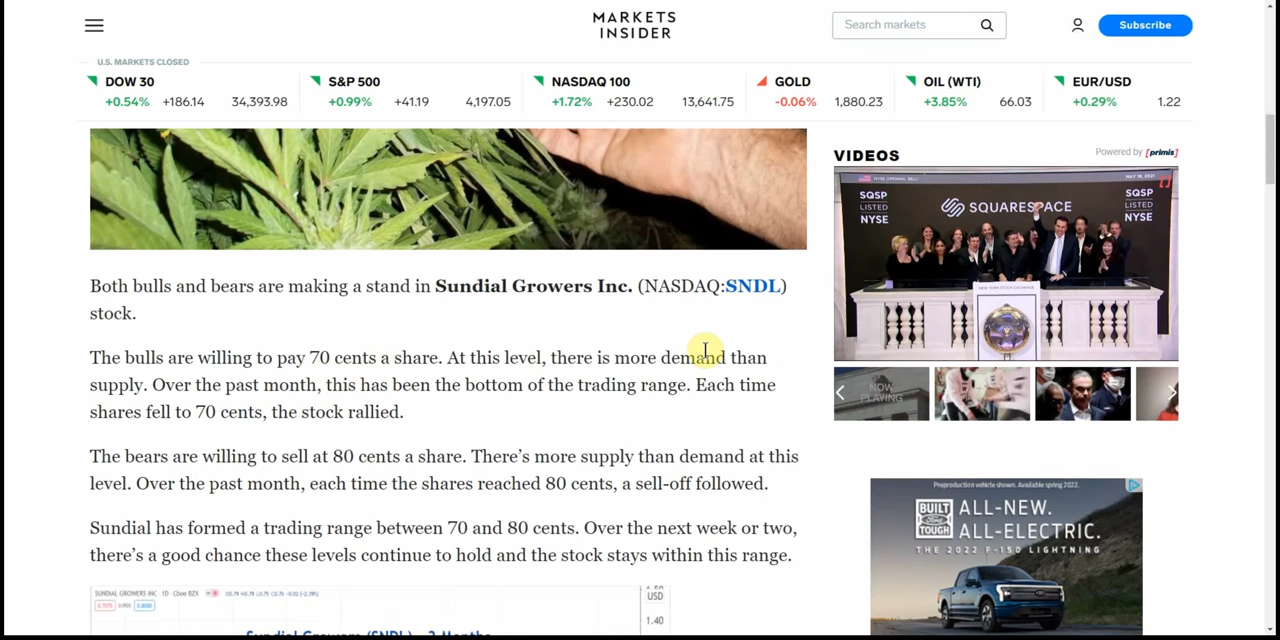 MARKETS
INSIDER
Search markets
Subscribe
U.S. MARKETS CLOSED
DOW 30
+0.54% +186.14 34,393.98
S&P 500
+0.99% +41.19 4,197.05
NASDAQ 100
+1.72% +230.02 13,641.75
GOLD
-0.06% 1,880.23
OIL (WTI)
+3.85% 66.03
EUR/USD
+0.29% 1.22
Both bulls and bears are making a stand in Sundial Growers Inc. (NASDAQ:SNDL)
stock.
The bulls are willing to pay 70 cents a share. At this level, there is more demand than
supply. Over the past month, this has been the bottom of the trading range. Each time
shares fell to 70 cents, the stock rallied.
The bears are willing to sell at 80 cents a share. There's more supply than demand at this
level. Over the past month, each time the shares reached 80 cents, a sell-off followed.
Sundial has formed a trading range between 70 and 80 cents. Over the next week or two,
there's a good chance these levels continue to hold and the stock stays within this range.
SUNDIAL GROWERS INC 1D Cboe BZX
USD
1.40
Sundial Growers (SNDL) - 3 Months
VIDEOS
Powered by [primis]
NYSE OPENING BELL
MAY 19, 2021
SQSP
LISTED
NYSE
SQUARESPACE
SQSP
LISTED
NYSE
NEW YORK STOCK EXCHANGE
NOW
PLAYING
Preproduction vehicle shown. Available spring 2022.
BUILT
Ford
TOUGH
ALL-NEW.
ALL-ELECTRIC.
THE 2022 F-150 LIGHTNING